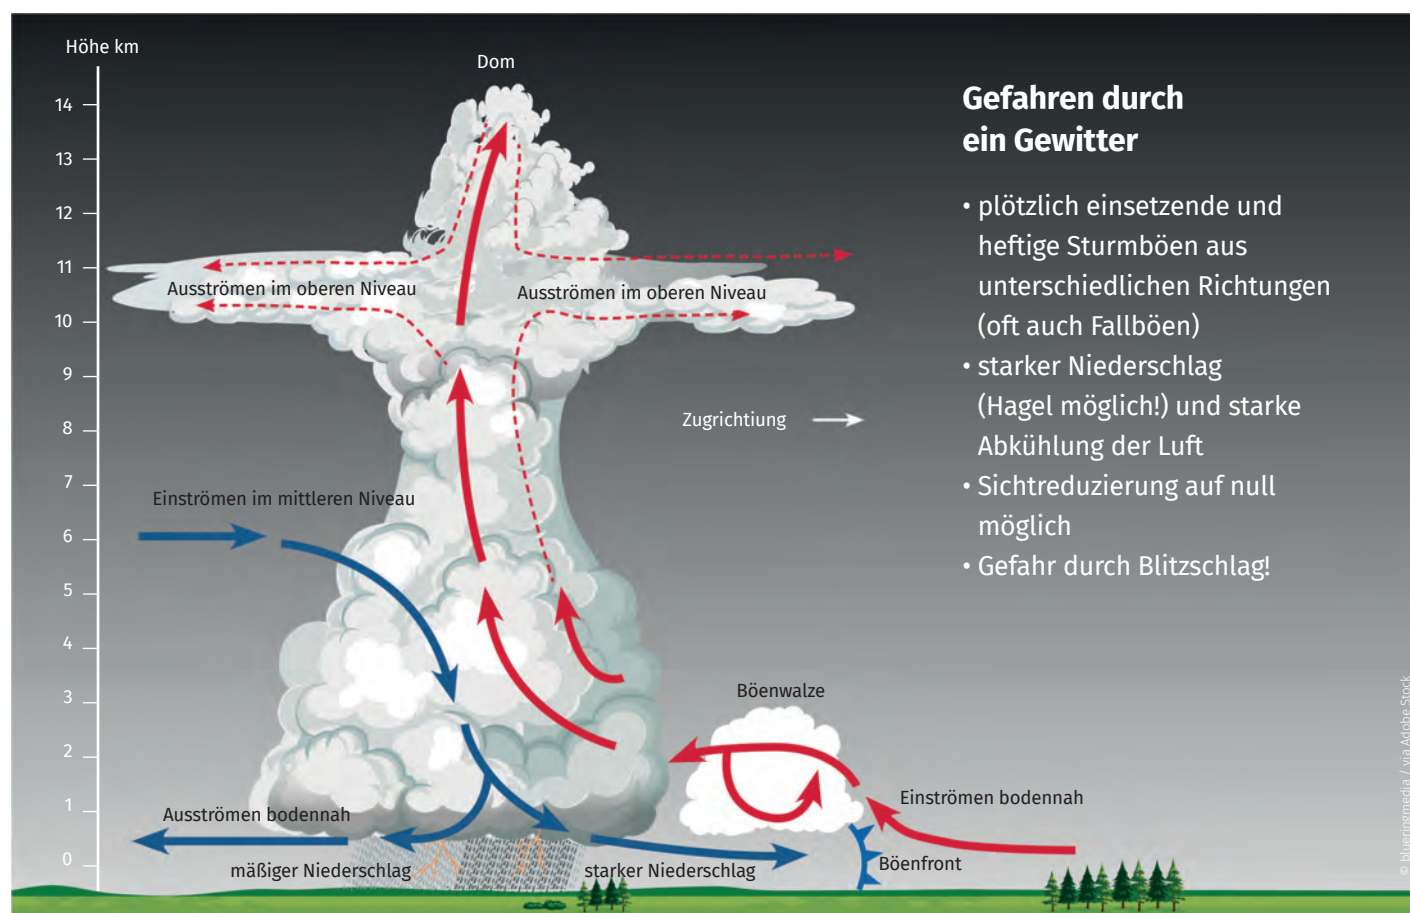 Höhe km
Dom
14
13
12
11
10
9
8
7
6
5
4
3
2
1
0
Ausströmen im oberen Niveau
Ausströmen im oberen Niveau
Zugrichtiung
Einströmen im mittleren Niveau
Böenwalze
Einströmen bodennah
Ausströmen bodennah
mäßiger Niederschlag
starker Niederschlag
Böenfront
Gefahren durch
ein Gewitter
• plötzlich einsetzende und
heftige Sturmböen aus
unterschiedlichen Richtungen
(oft auch Fallböen)
• starker Niederschlag
(Hagel möglich!) und starke
Abkühlung der Luft
• Sichtreduzierung auf null
möglich
• Gefahr durch Blitzschlag!
© blueringmedia / via Adobe Stock